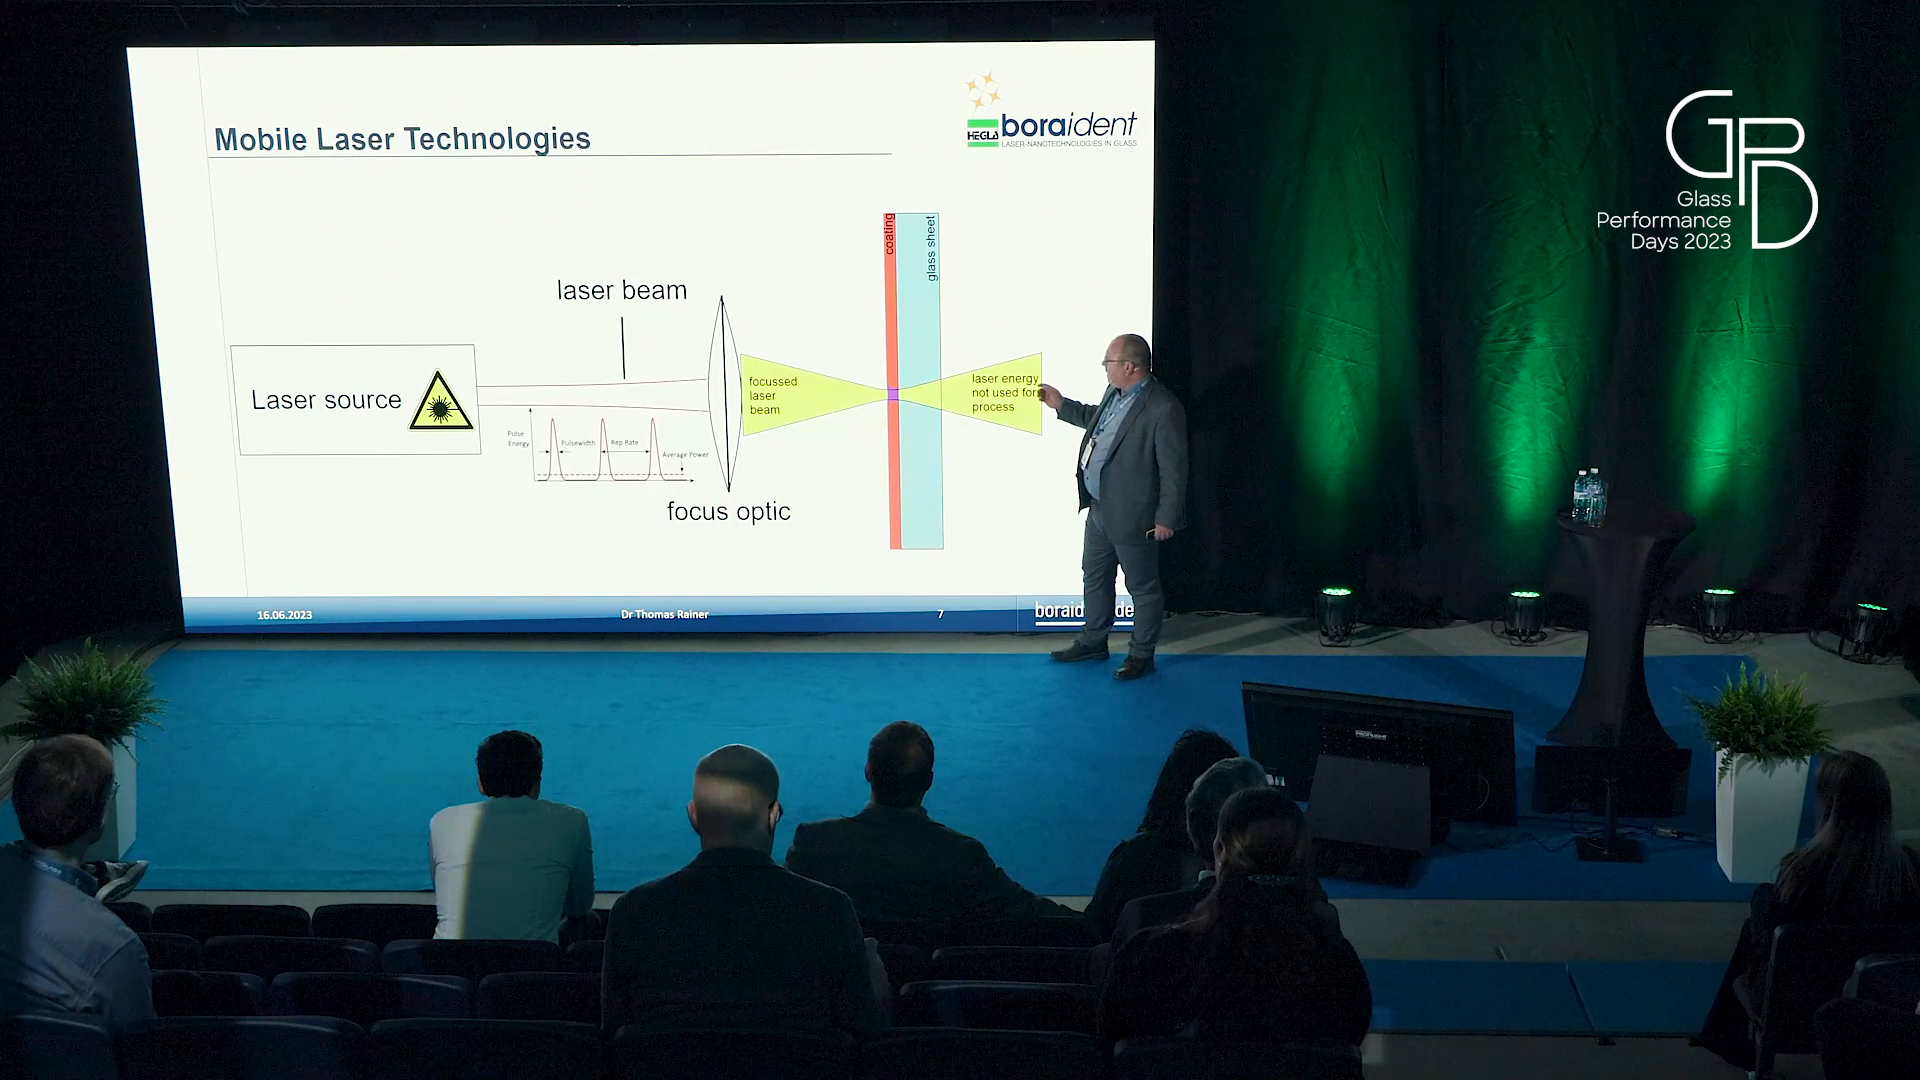 Mobile Laser Technologies
HEGLA
boraident
LASER-NANOTECHNOLOGIES IN GLASS
GPD
Glass
Performance
Days 2023
coating
glass sheet
laser beam
Laser source
focussed
laser
beam
laser energy
not used for
process
Pulse
Energy
Pulsewidth
Rep Rate
Average Power
focus optic
16.06.2023
Dr Thomas Rainer
7
boraid